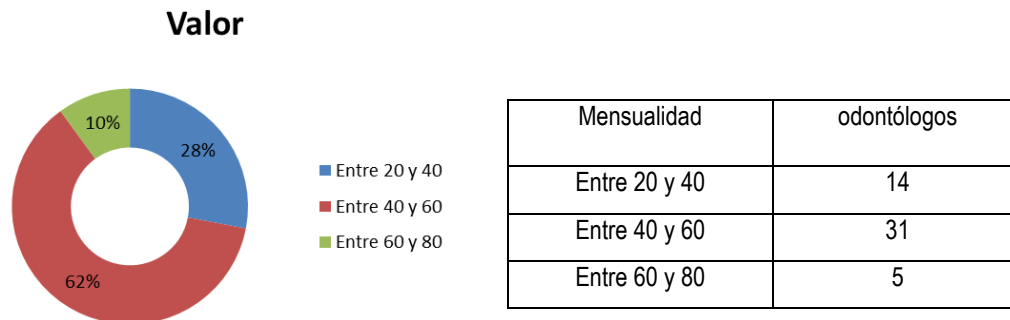 Valor
10%
28%
62%
Entre 20 y 40
Entre 40 y 60
Entre 60 y 80
Mensualidad odontólogos
Entre 20 y 40 14
Entre 40 y 60 31
Entre 60 y 80 5